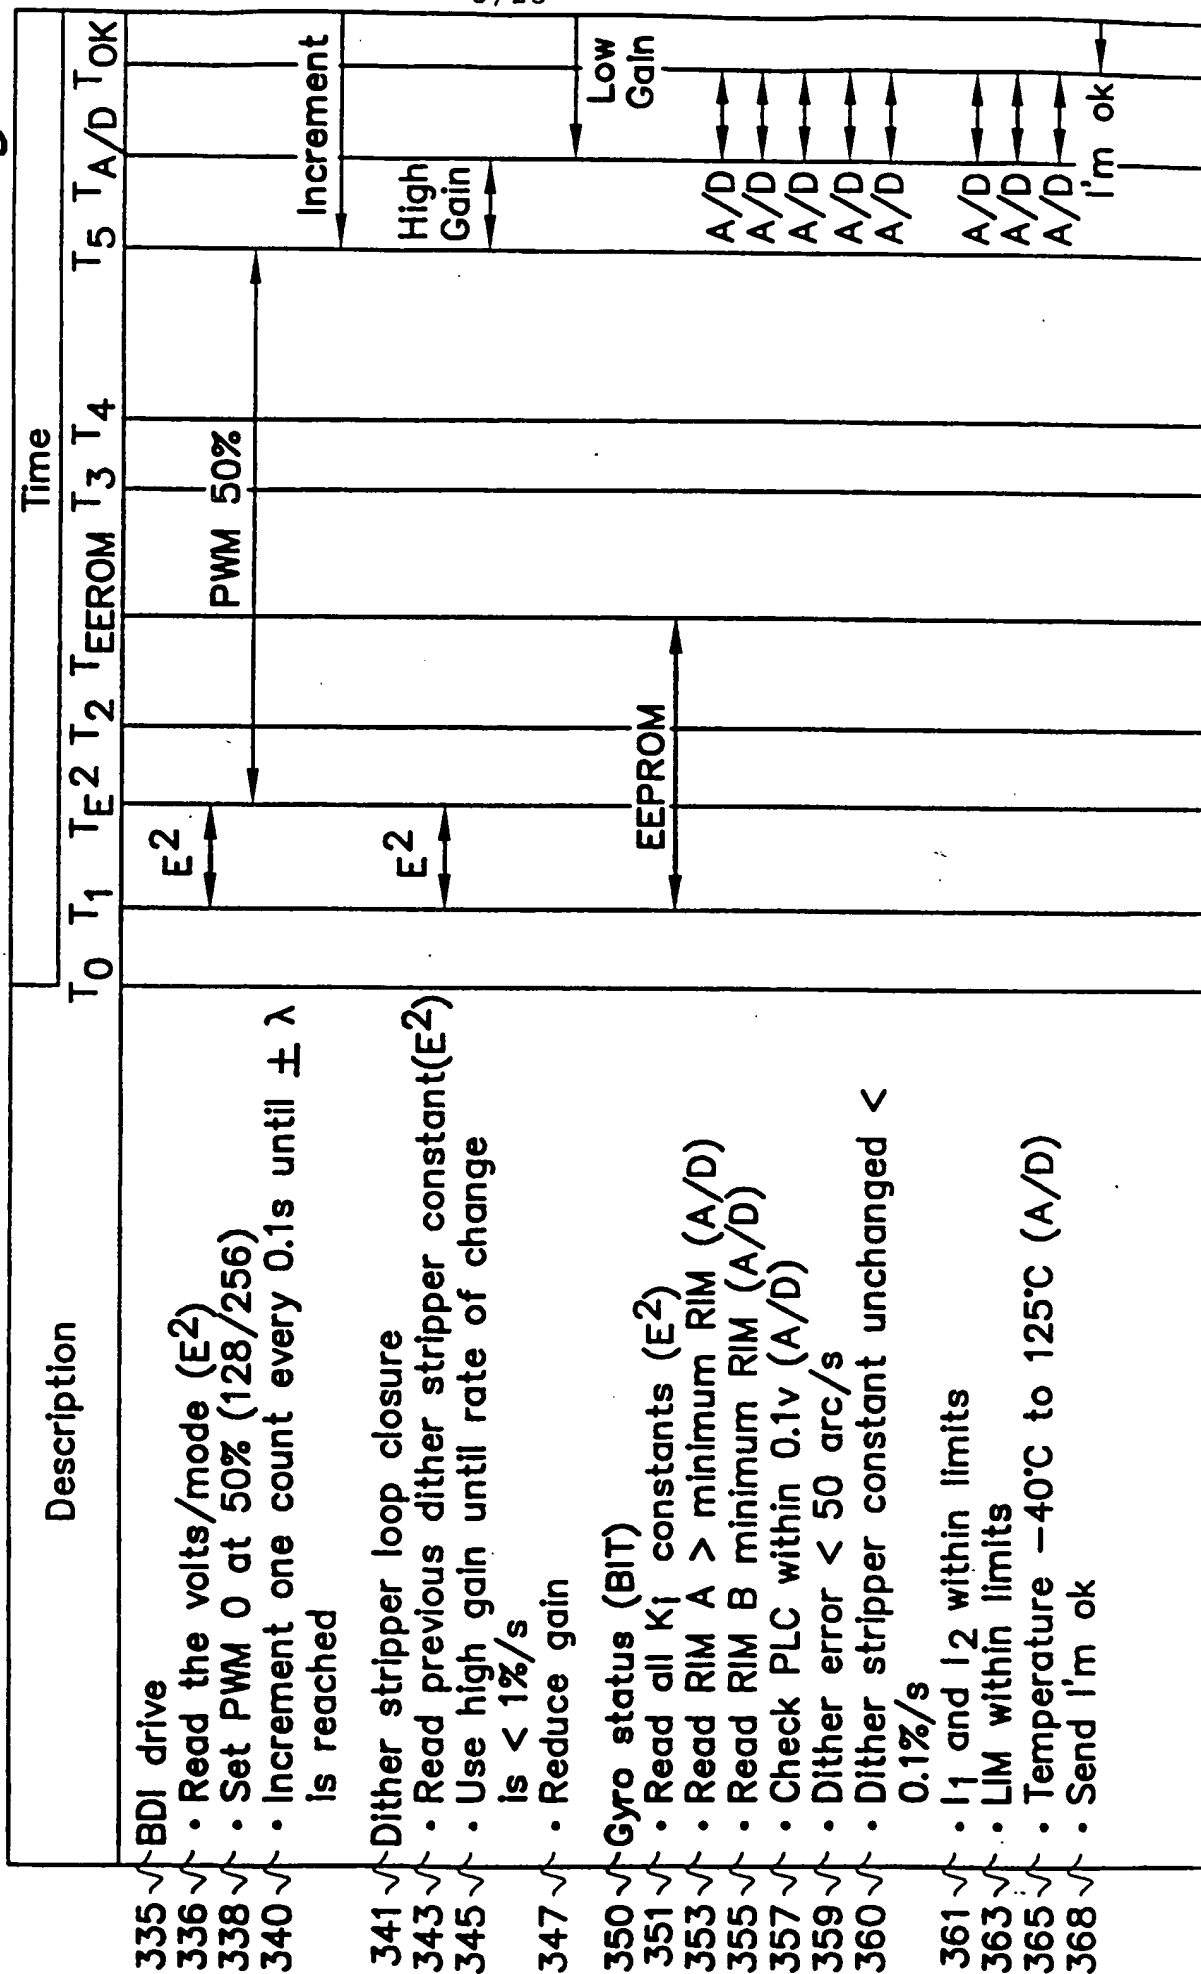 Description
Time
T0 T1 TE2 T2 TEEROM T3 T4 T5 TA/D TOK
335 BDI drive
336 • Read the volts/mode (E2)
E2
338 • Set PWM 0 at 50% (128/256)
PWM 50%
340 • Increment one count every 0.1s until ± λ
is reached
Increment
341 Dither stripper loop closure
343 • Read previous dither stripper constant(E2)
E2
345 • Use high gain until rate of change
is < 1%/s
High
Gain
347 • Reduce gain
Low
Gain
350 Gyro status (BIT)
351 • Read all Ki constants (E2)
EEPROM
353 • Read RIM A > minimum RIM (A/D)
A/D
355 • Read RIM B minimum RIM (A/D)
A/D
357 • Check PLC within 0.1v (A/D)
A/D
359 • Dither error < 50 arc/s
A/D
360 • Dither stripper constant unchanged <
0.1%/s
A/D
361 • I1 and I2 within limits
A/D
363 • LIM within limits
A/D
365 • Temperature −40°C to 125°C (A/D)
A/D
368 • Send I'm ok
I'm ok